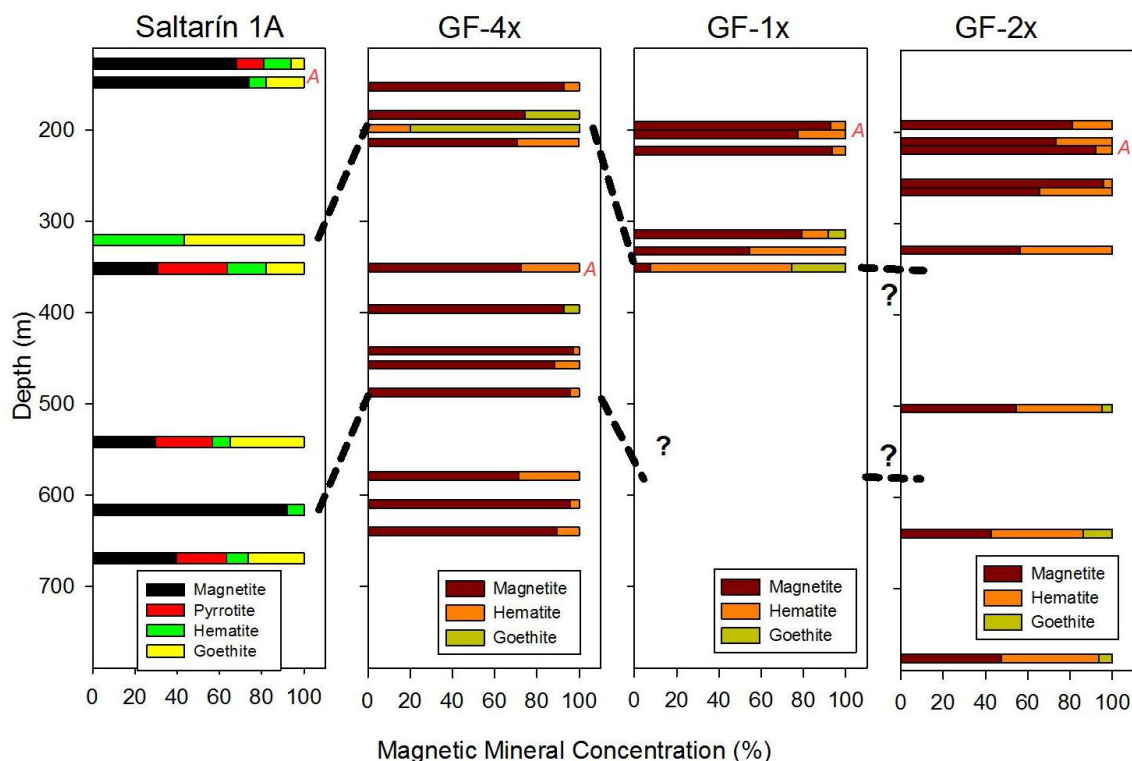 Saltarín 1A
GF-4x
GF-1x
GF-2x
Depth (m)
200
300
400
500
600
700
A
A
A
A
?
?
?
Magnetite
Pyrrotite
Hematite
Goethite
Magnetite
Hematite
Goethite
Magnetite
Hematite
Goethite
Magnetite
Hematite
Goethite
0 20 40 60 80 100
0 20 40 60 80 100
0 20 40 60 80 100
0 20 40 60 80 100
Magnetic Mineral Concentration (%)